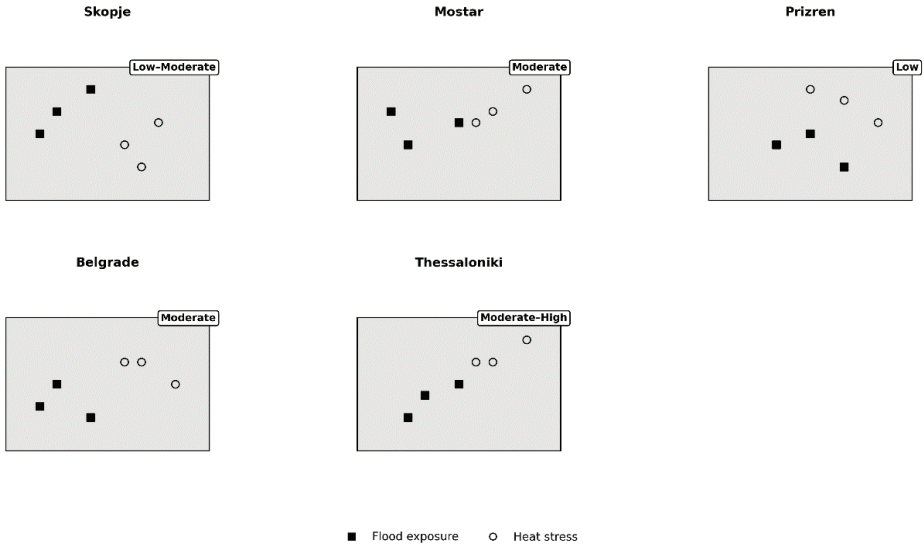 Skopje
Mostar
Prizren
Low–Moderate
Moderate
Low
Belgrade
Thessaloniki
Moderate
Moderate–High
Flood exposure
Heat stress